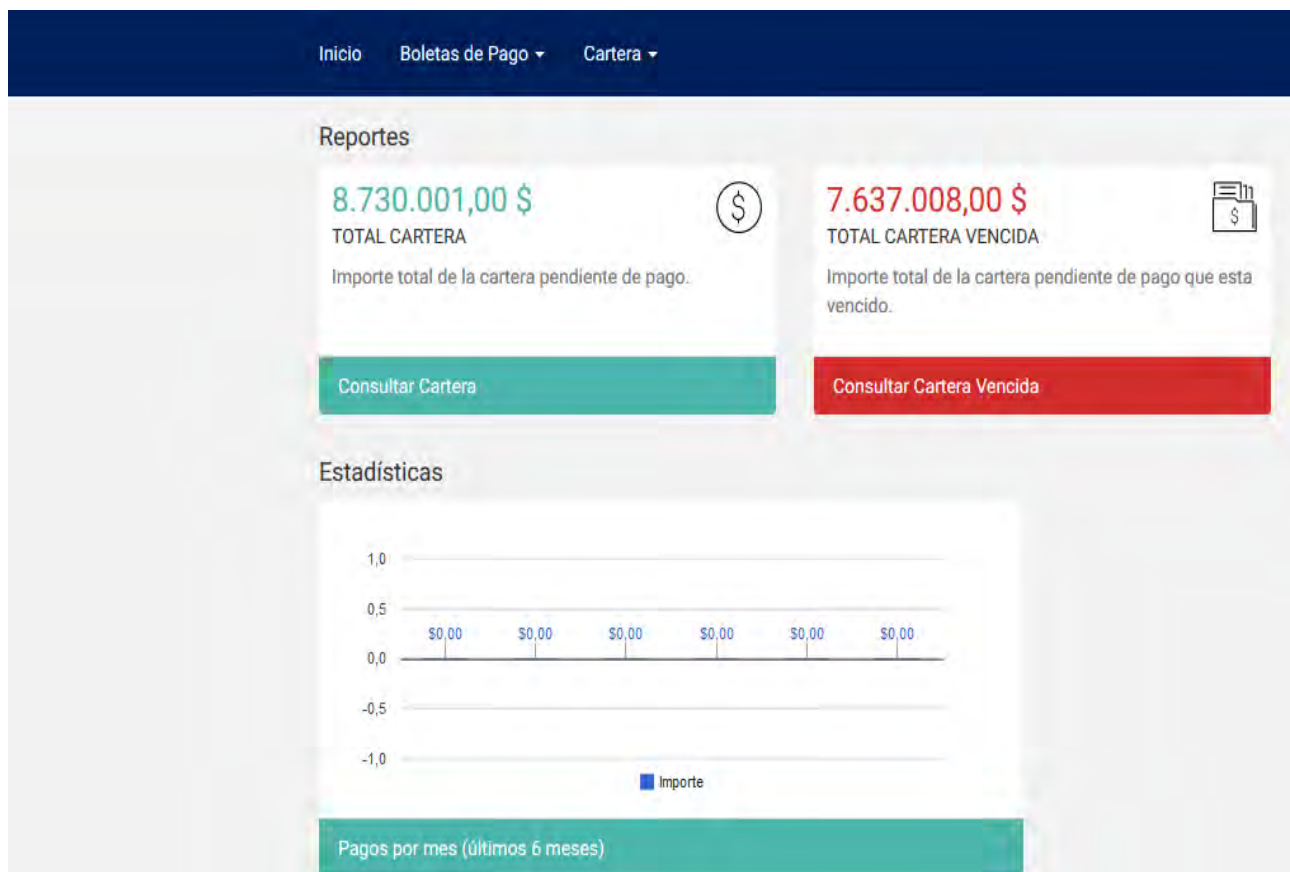 Inicio Boletas de Pago Cartera
Reportes
8.730.001,00 $
TOTAL CARTERA
Importe total de la cartera pendiente de pago.
Consultar Cartera
7.637.008,00 $
TOTAL CARTERA VENCIDA
Importe total de la cartera pendiente de pago que esta
vencido.
Consultar Cartera Vencida
Estadísticas
1,0
0,5
$0,00 $0,00 $0,00 $0,00 $0,00 $0,00
0,0
-0,5
-1,0
Importe
Pagos por mes (últimos 6 meses)